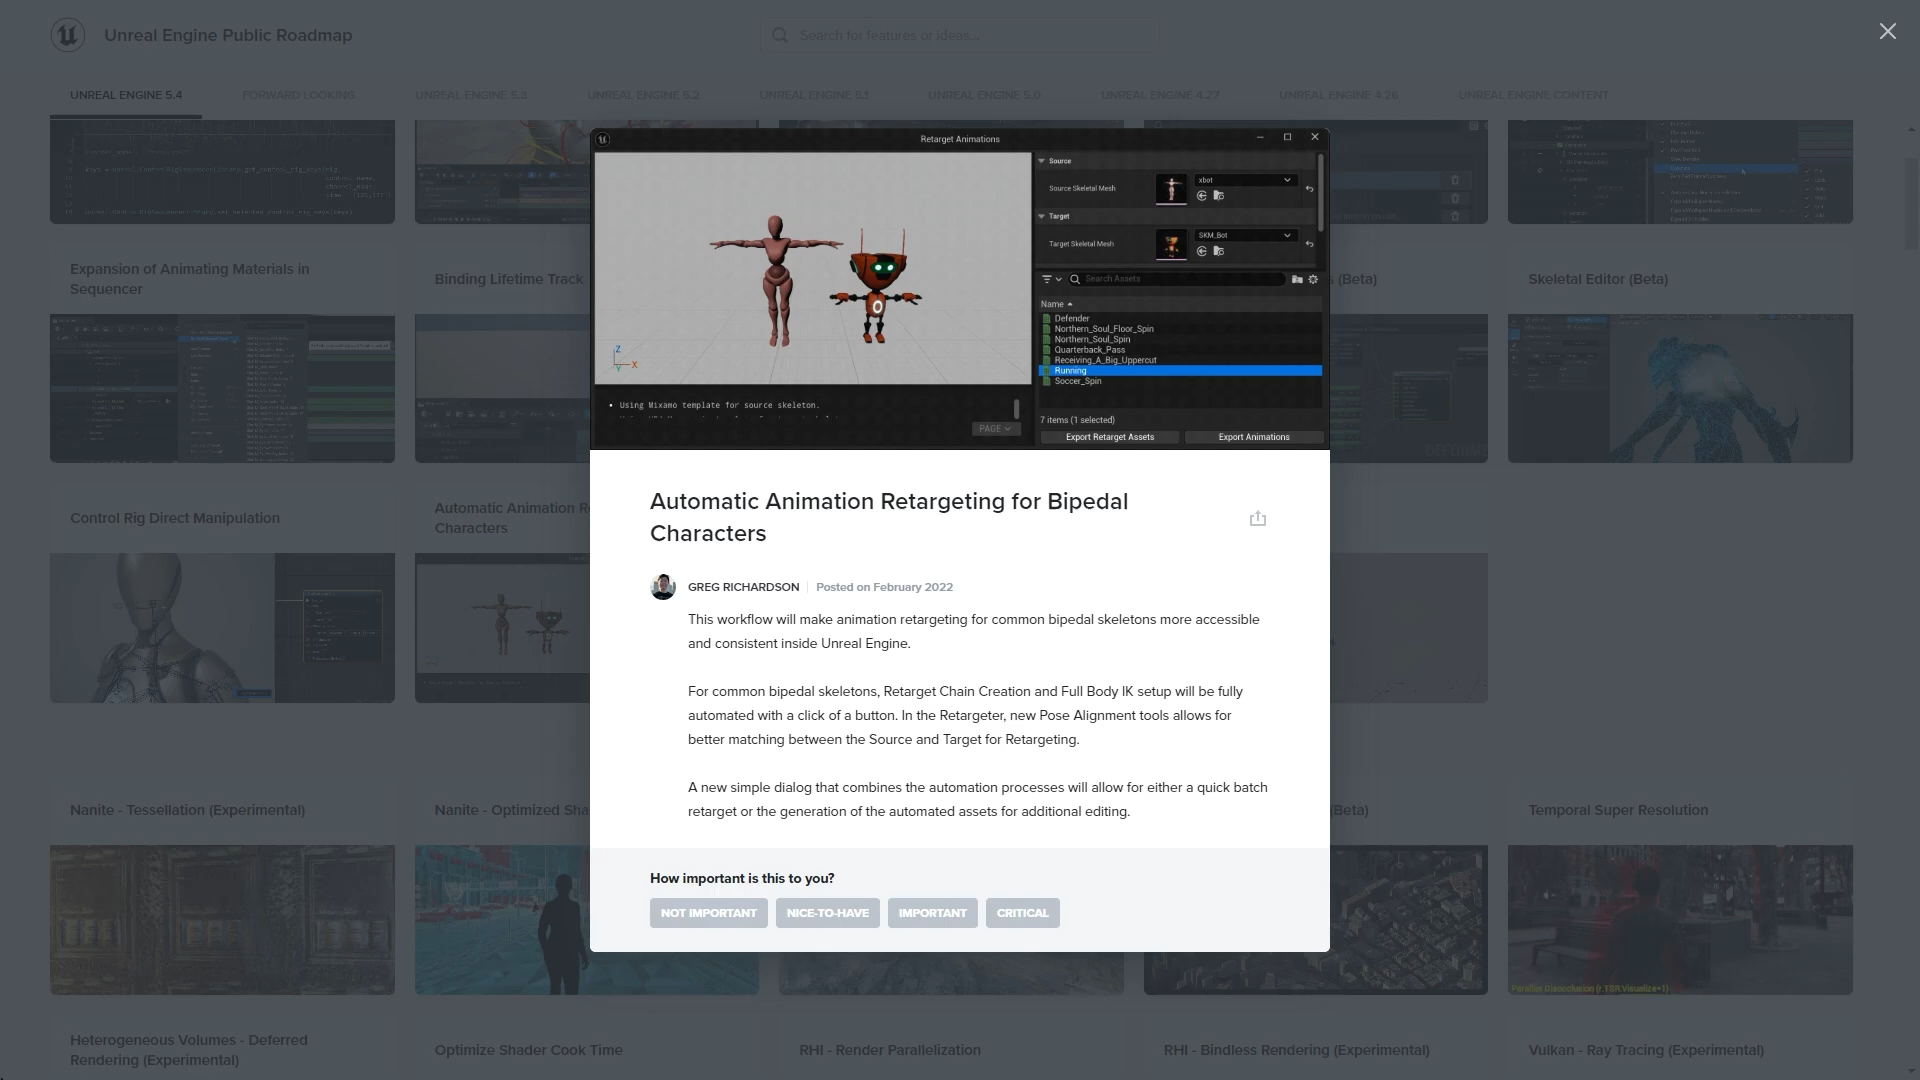 Unreal Engine Public Roadmap
Search for features or ideas...
UNREAL ENGINE 5.4
FORWARD LOOKING
UNREAL ENGINE 5.3
UNREAL ENGINE 5.2
UNREAL ENGINE 5.1
UNREAL ENGINE 5.0
UNREAL ENGINE 4.27
UNREAL ENGINE 4.26
UNREAL ENGINE CONTENT
Retarget Animations
Source
Source Skeletal Mesh
xbot
Target
Target Skeletal Mesh
SKM_Bot
Search Assets
Name
Defender
Northern_Soul_Floor_Spin
Northern_Soul_Spin
Quarterback_Pass
Receiving_A_Big_Uppercut
Running
Soccer_Spin
7 items (1 selected)
Export Retarget Assets
Export Animations
Z
X
Y
• Using Mixamo template for source skeleton.
PAGE
Expansion of Animating Materials in
Sequencer
Binding Lifetime Track
(Beta)
Skeletal Editor (Beta)
Control Rig Direct Manipulation
Automatic Animation R
Characters
Automatic Animation Retargeting for Bipedal
Characters
GREG RICHARDSON
Posted on February 2022
This workflow will make animation retargeting for common bipedal skeletons more accessible
and consistent inside Unreal Engine.
For common bipedal skeletons, Retarget Chain Creation and Full Body IK setup will be fully
automated with a click of a button. In the Retargeter, new Pose Alignment tools allows for
better matching between the Source and Target for Retargeting.
A new simple dialog that combines the automation processes will allow for either a quick batch
retarget or the generation of the automated assets for additional editing.
How important is this to you?
NOT IMPORTANT
NICE-TO-HAVE
IMPORTANT
CRITICAL
Nanite - Tessellation (Experimental)
Nanite - Optimized Sha
(Beta)
Temporal Super Resolution
Parallax Disocclusion (r.TSR.Visualize=1)
Heterogeneous Volumes - Deferred
Rendering (Experimental)
Optimize Shader Cook Time
RHI - Render Parallelization
RHI - Bindless Rendering (Experimental)
Vulkan - Ray Tracing (Experimental)